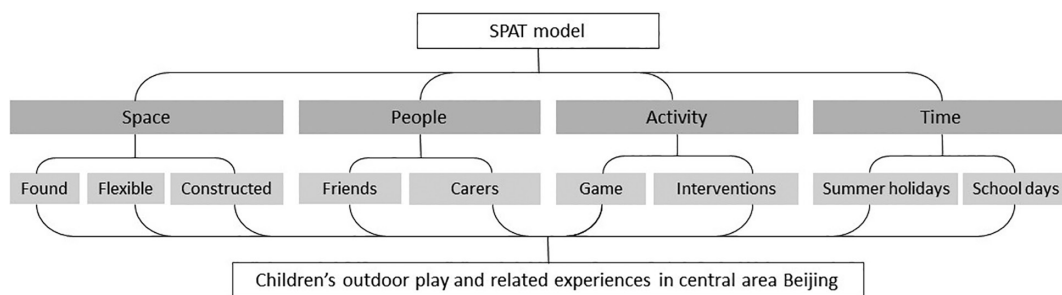 SPAT model
Space
People
Activity
Time
Found
Flexible
Constructed
Friends
Carers
Game
Interventions
Summer holidays
School days
Children's outdoor play and related experiences in central area Beijing